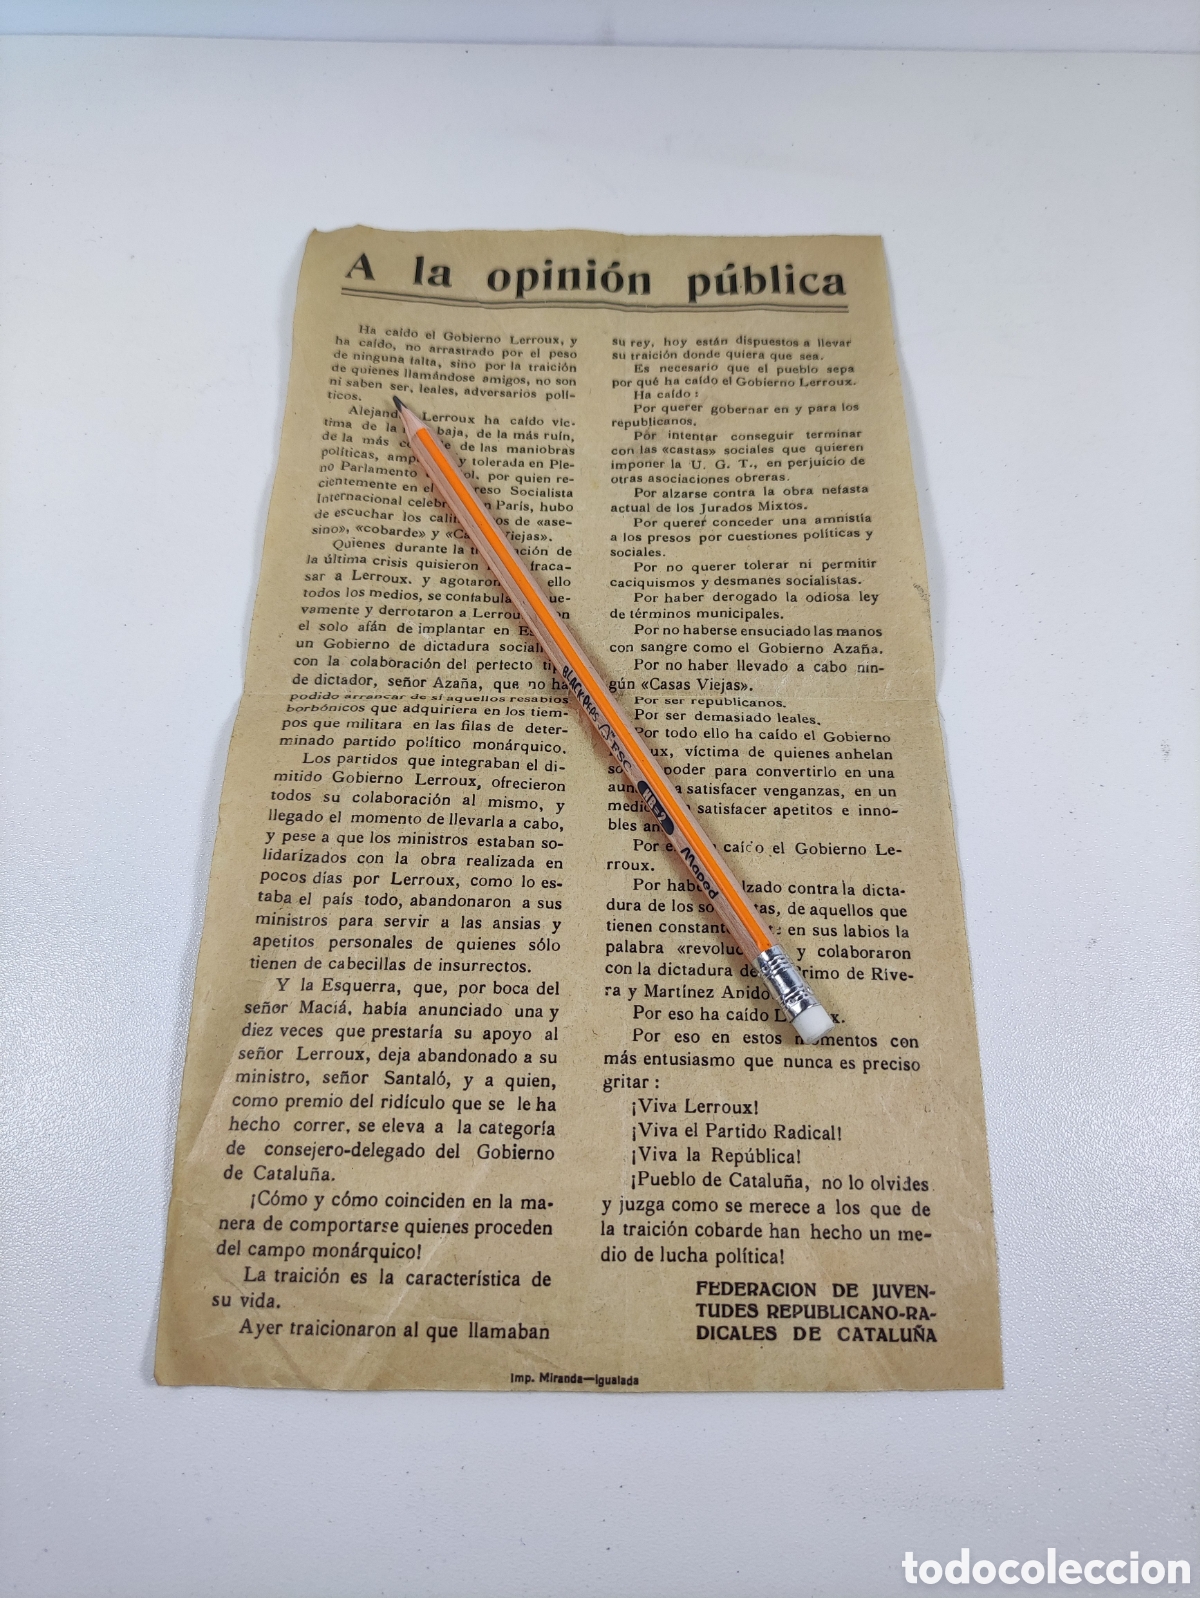 A la opinión pública
Ha caído el Gobierno Lerroux, y
ha caído, no arrastrado por el peso
de ninguna falta, sino por la traición
de quienes llamándose amigos, no son
ni saben ser, leales, adversarios polí-
ticos.
Lerroux ha caído víc-
tima de la baja, de la más ruín,
de la más de las maniobras
políticas, y tolerada en Ple-
no Parlamento por quien re-
cientemente en el Socialista
Internacional París, hubo
de escuchar los de «ase-
sino», «cobarde» y Viejas».
Quienes durante la de
la última crisis quisieron fraca-
sar a Lerroux. y agotaron ello
todos los medios, se
vamente y derrotaron a
el solo afán de implantar en
un Gobierno de dictadura
con la colaboración del perfecto
de dictador, señor Azaña, que no ha
podido arrancar de sí aquellos resabios
borbónicos que adquiriera en los tiem-
pos que militara en las filas de deter-
minado partido político monárquico.
Los partidos que integraban el di-
mitido Gobierno Lerroux, ofrecieron
todos su colaboración al mismo, y
llegado el momento de llevarla a cabo,
y pese a que los ministros estaban so-
lidarizados con la obra realizada en
pocos días por Lerroux, como lo es-
taba el país todo, abandonaron a sus
ministros para servir a las ansias y
apetitos personales de quienes sólo
tienen de cabecillas de insurrectos.
Y la Esquerra, que, por boca del
señor Maciá, había anunciado una y
diez veces que prestaría su apoyo al
señor Lerroux, deja abandonado a su
ministro, señor Santaló, y a quien,
como premio del ridículo que se le ha
hecho correr, se eleva a la categoría
de consejero-delegado del Gobierno
de Cataluña.
¡Cómo y cómo coinciden en la ma-
nera de comportarse quienes proceden
del campo monárquico!
La traición es la característica de
su vida.
Ayer traicionaron al que llamaban
su rey, hoy están dispuestos a llevar
su traición donde quiera que sea.
Es necesario que el pueblo sepa
por qué ha caído el Gobierno Lerroux.
Ha caído :
Por querer gobernar en y para los
republicanos.
Por intentar conseguir terminar
con las «castas» sociales que quieren
imponer la U. G. T., en perjuicio de
otras asociaciones obreras.
Por alzarse contra la obra nefasta
actual de los Jurados Mixtos.
Por querer conceder una amnistía
a los presos por cuestiones políticas y
sociales.
Por no querer tolerar ni permitir
caciquismos y desmanes socialistas.
Por haber derogado la odiosa ley
de términos municipales.
Por no haberse ensuciado las manos
con sangre como el Gobierno Azaña.
Por no haber llevado a cabo nin-
gún «Casas Viejas».
Por ser republicanos.
Por ser demasiado leales.
Por todo ello ha caído el Gobierno
víctima de quienes anhelan
poder para convertirlo en una
a satisfacer venganzas, en un
satisfacer apetitos e inno-
bles
Por caído el Gobierno Le-
rroux.
Por contra la dicta-
dura de los de aquellos que
tienen en sus labios la
palabra y colaboraron
con la dictadura de Primo de Rive-
ra y Martínez Anido.
Por eso ha caído
Por eso en estos momentos con
más entusiasmo que nunca es preciso
gritar :
¡Viva Lerroux!
¡Viva el Partido Radical!
¡Viva la República!
¡Pueblo de Cataluña, no lo olvides
y juzga como se merece a los que de
la traición cobarde han hecho un me-
dio de lucha política!
FEDERACION DE JUVEN-
TUDES REPUBLICANO-RA-
DICALES DE CATALUÑA
Imp. Miranda—Igualada
BLACK'PEPS
HB=2
Maped
todocoleccion